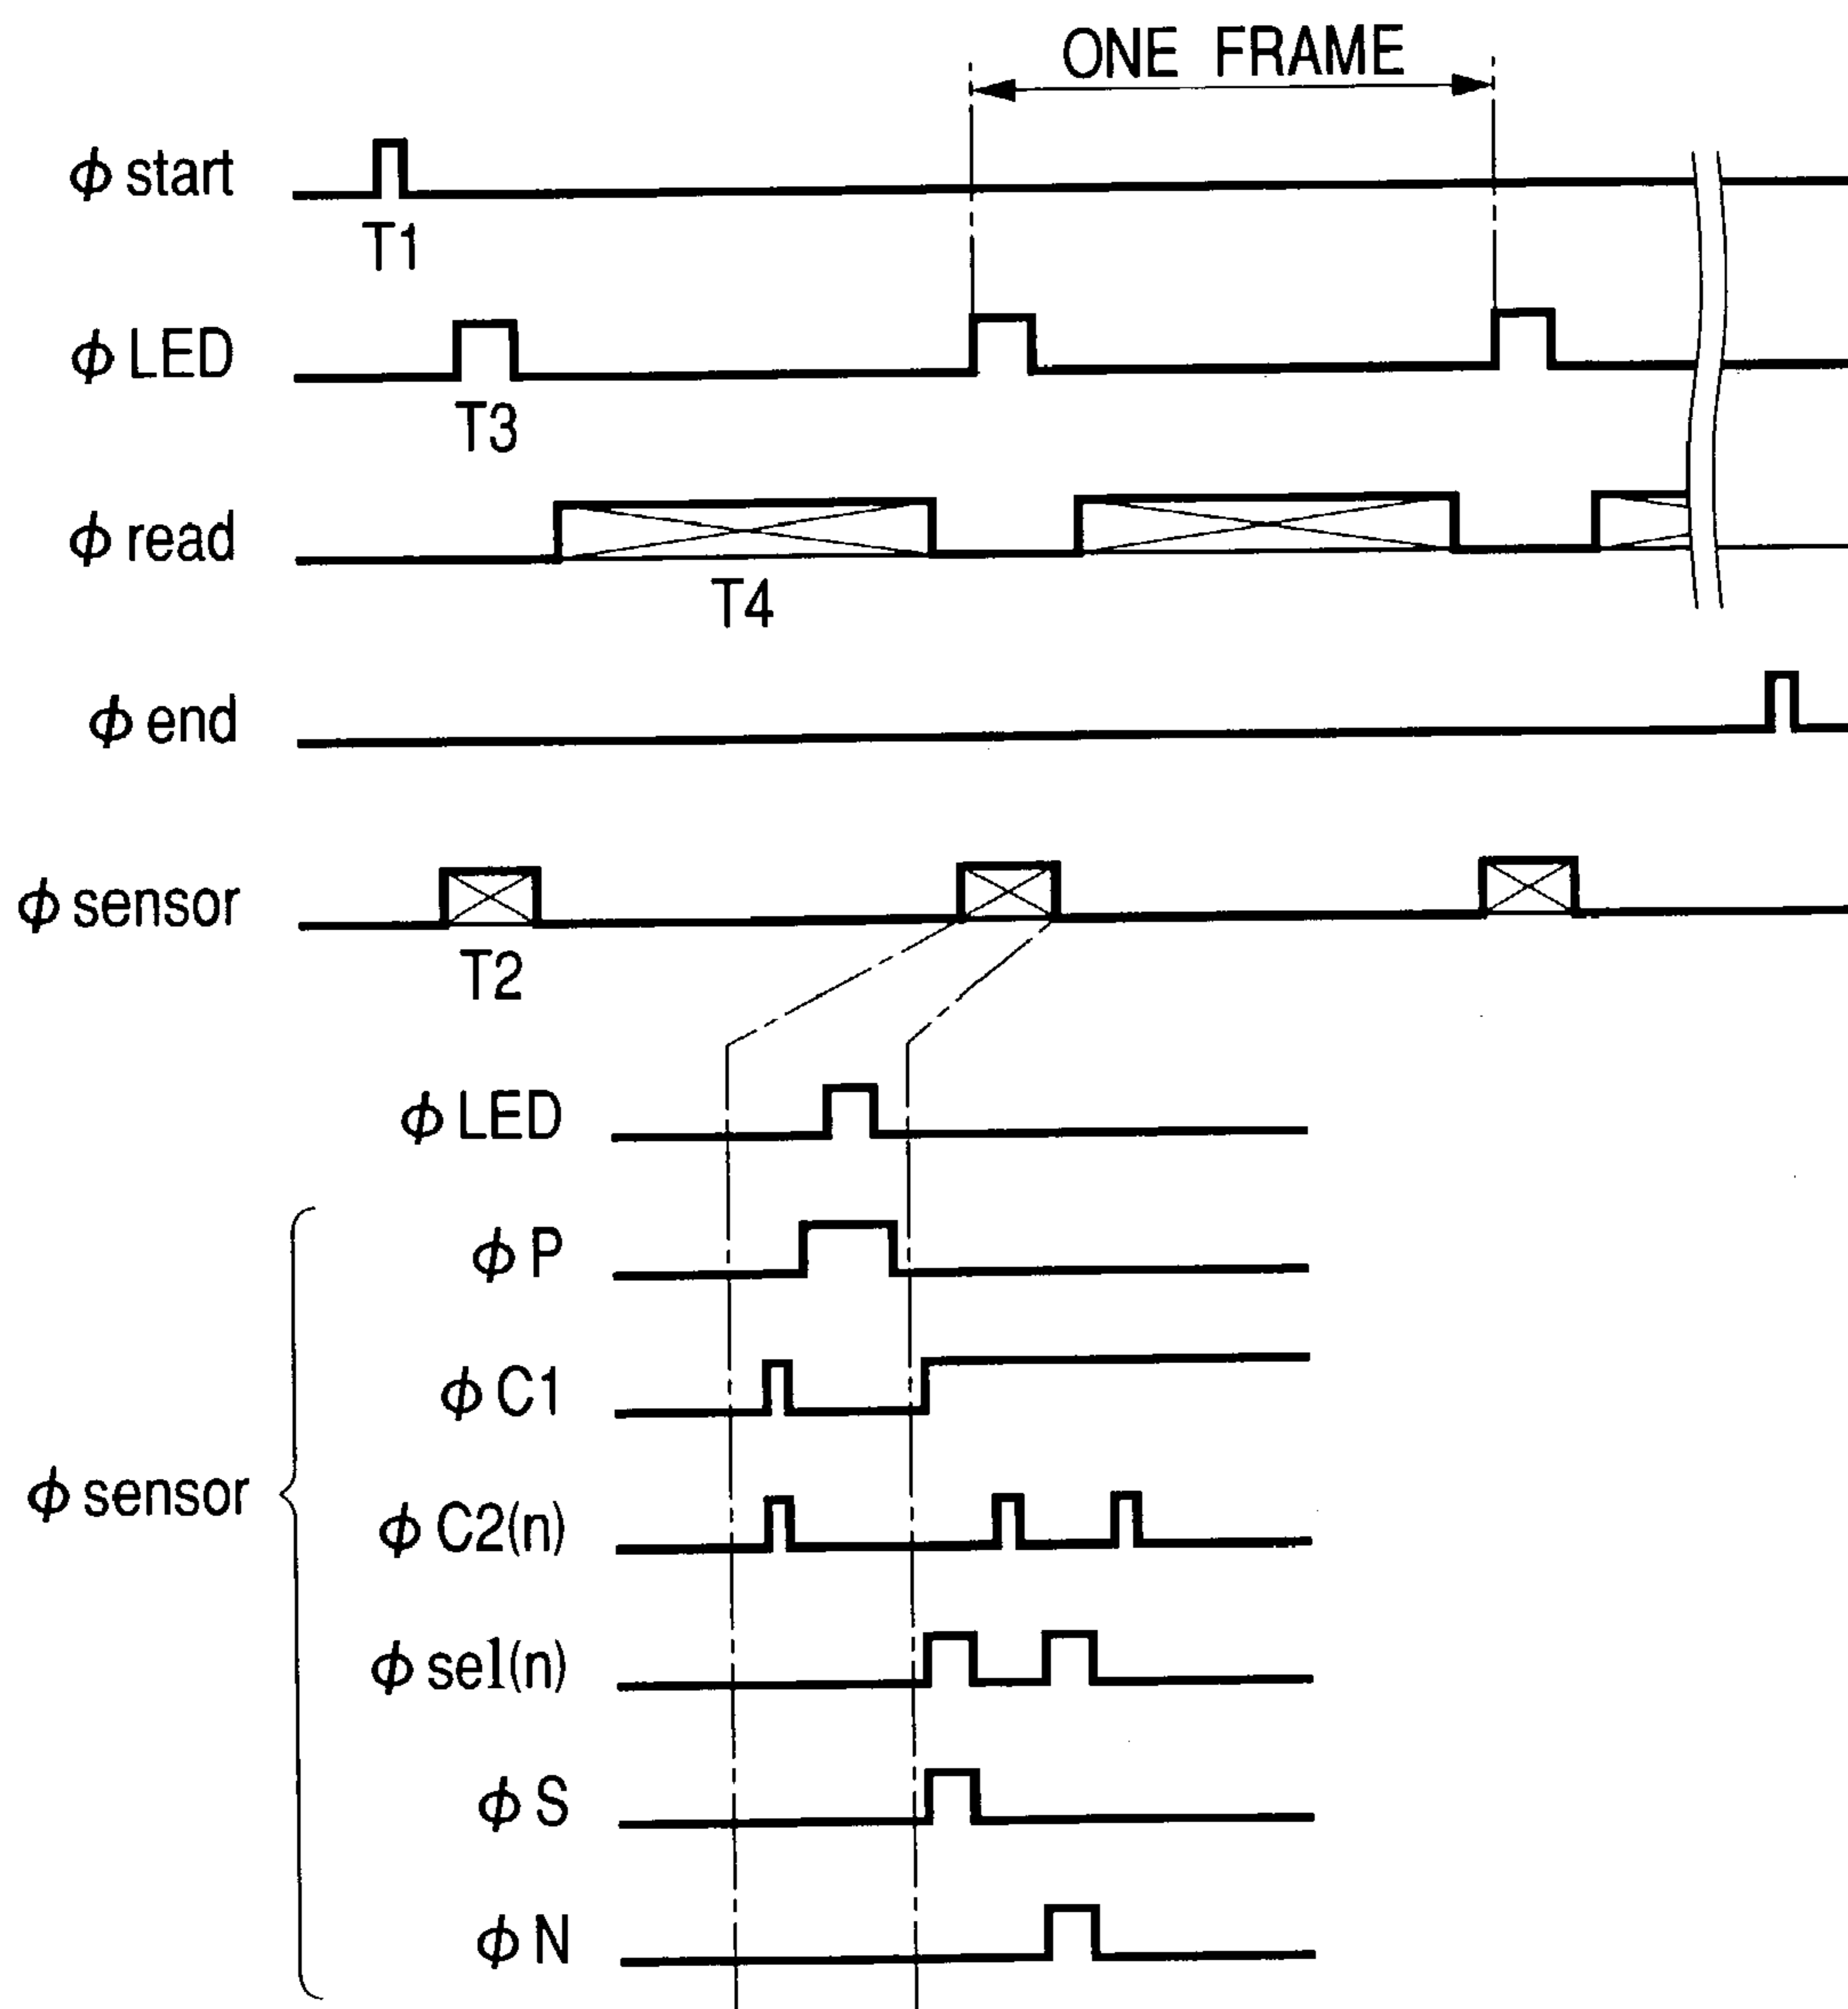 ONE FRAME
ϕ start
T1
ϕ LED
T3
ϕ read
T4
ϕ end
ϕ sensor
T2
ϕ LED
ϕ P
ϕ C1
ϕ sensor
ϕ C2(n)
ϕ sel(n)
ϕ S
ϕ N